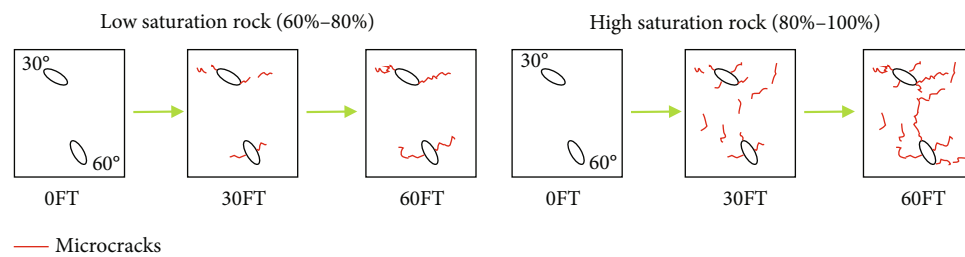 Low saturation rock (60%–80%)
High saturation rock (80%–100%)
30°
60°
30°
60°
0FT
30FT
60FT
0FT
30FT
60FT
Microcracks